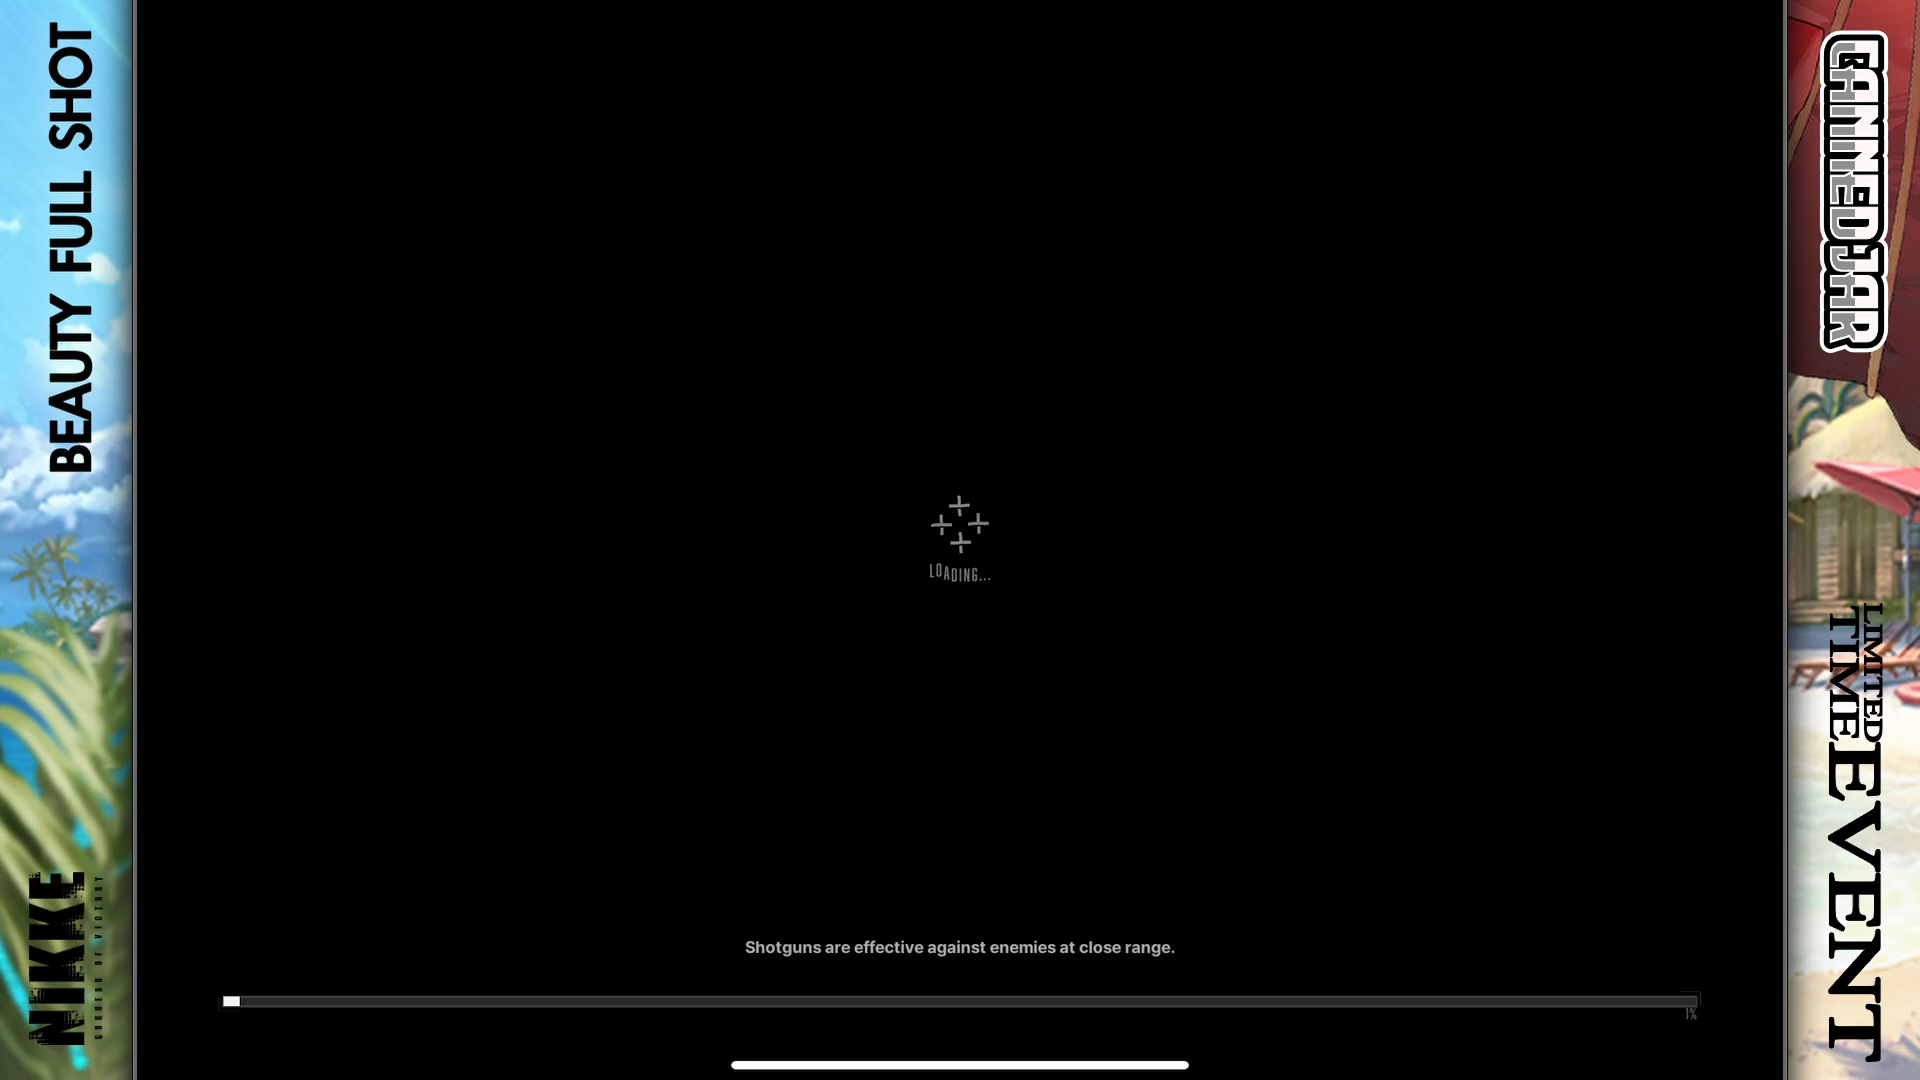 BEAUTY FULL SHOT
NIKKE
GODDESS OF VICTORY
LOADING...
Shotguns are effective against enemies at close range.
1%
CANNEDJAR
LIMITED
TIME
EVENT